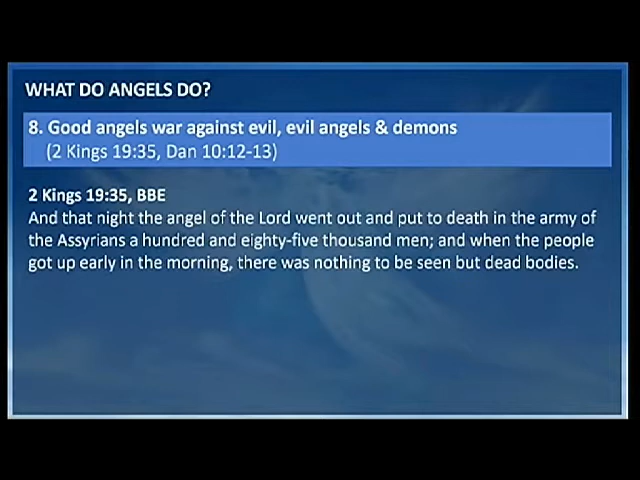 WHAT DO ANGELS DO?
8. Good angels war against evil, evil angels & demons
(2 Kings 19:35, Dan 10:12-13)
2 Kings 19:35, BBE
And that night the angel of the Lord went out and put to death in the army of
the Assyrians a hundred and eighty-five thousand men; and when the people
got up early in the morning, there was nothing to be seen but dead bodies.